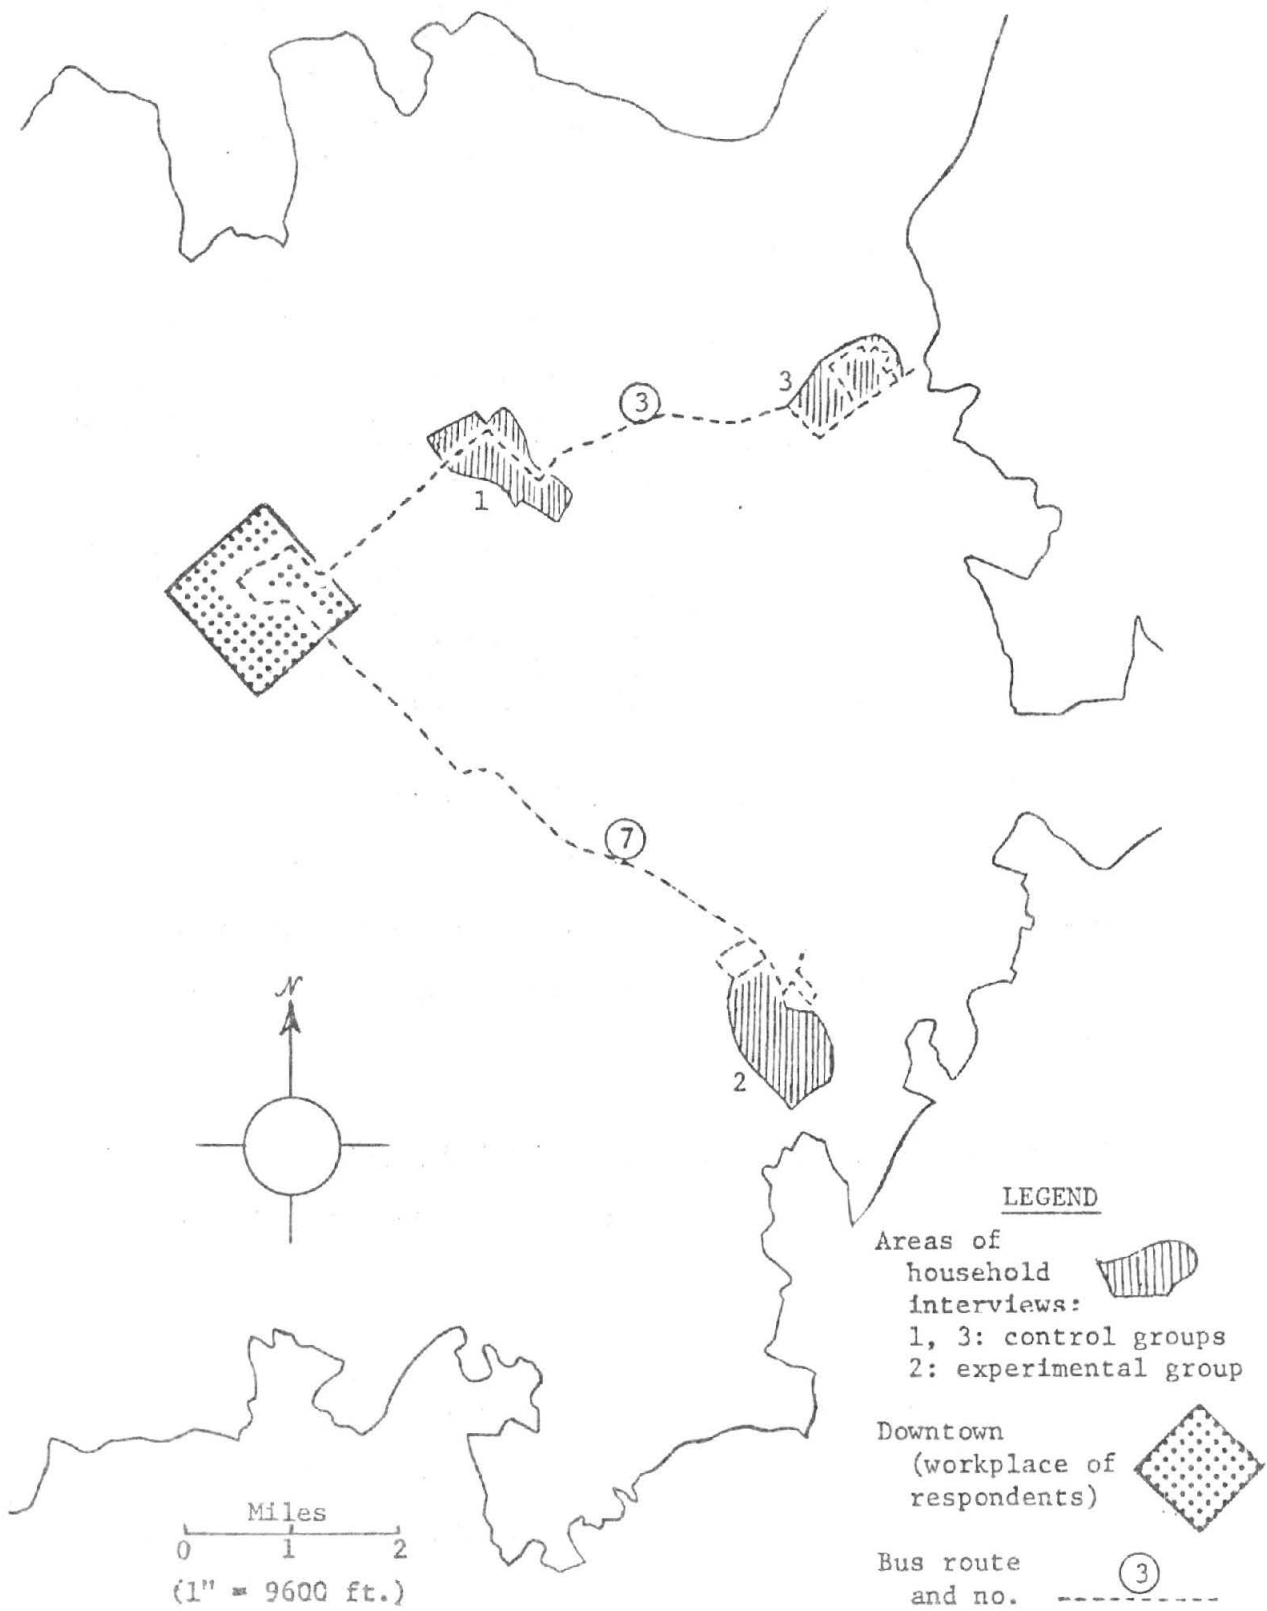 3
3
1
7
N
2
LEGEND
Areas of
household
interviews:
1, 3: control groups
2: experimental group
Downtown
(workplace of
respondents)
Miles
0 1 2
(1" = 9600 ft.)
Bus route
and no.
3